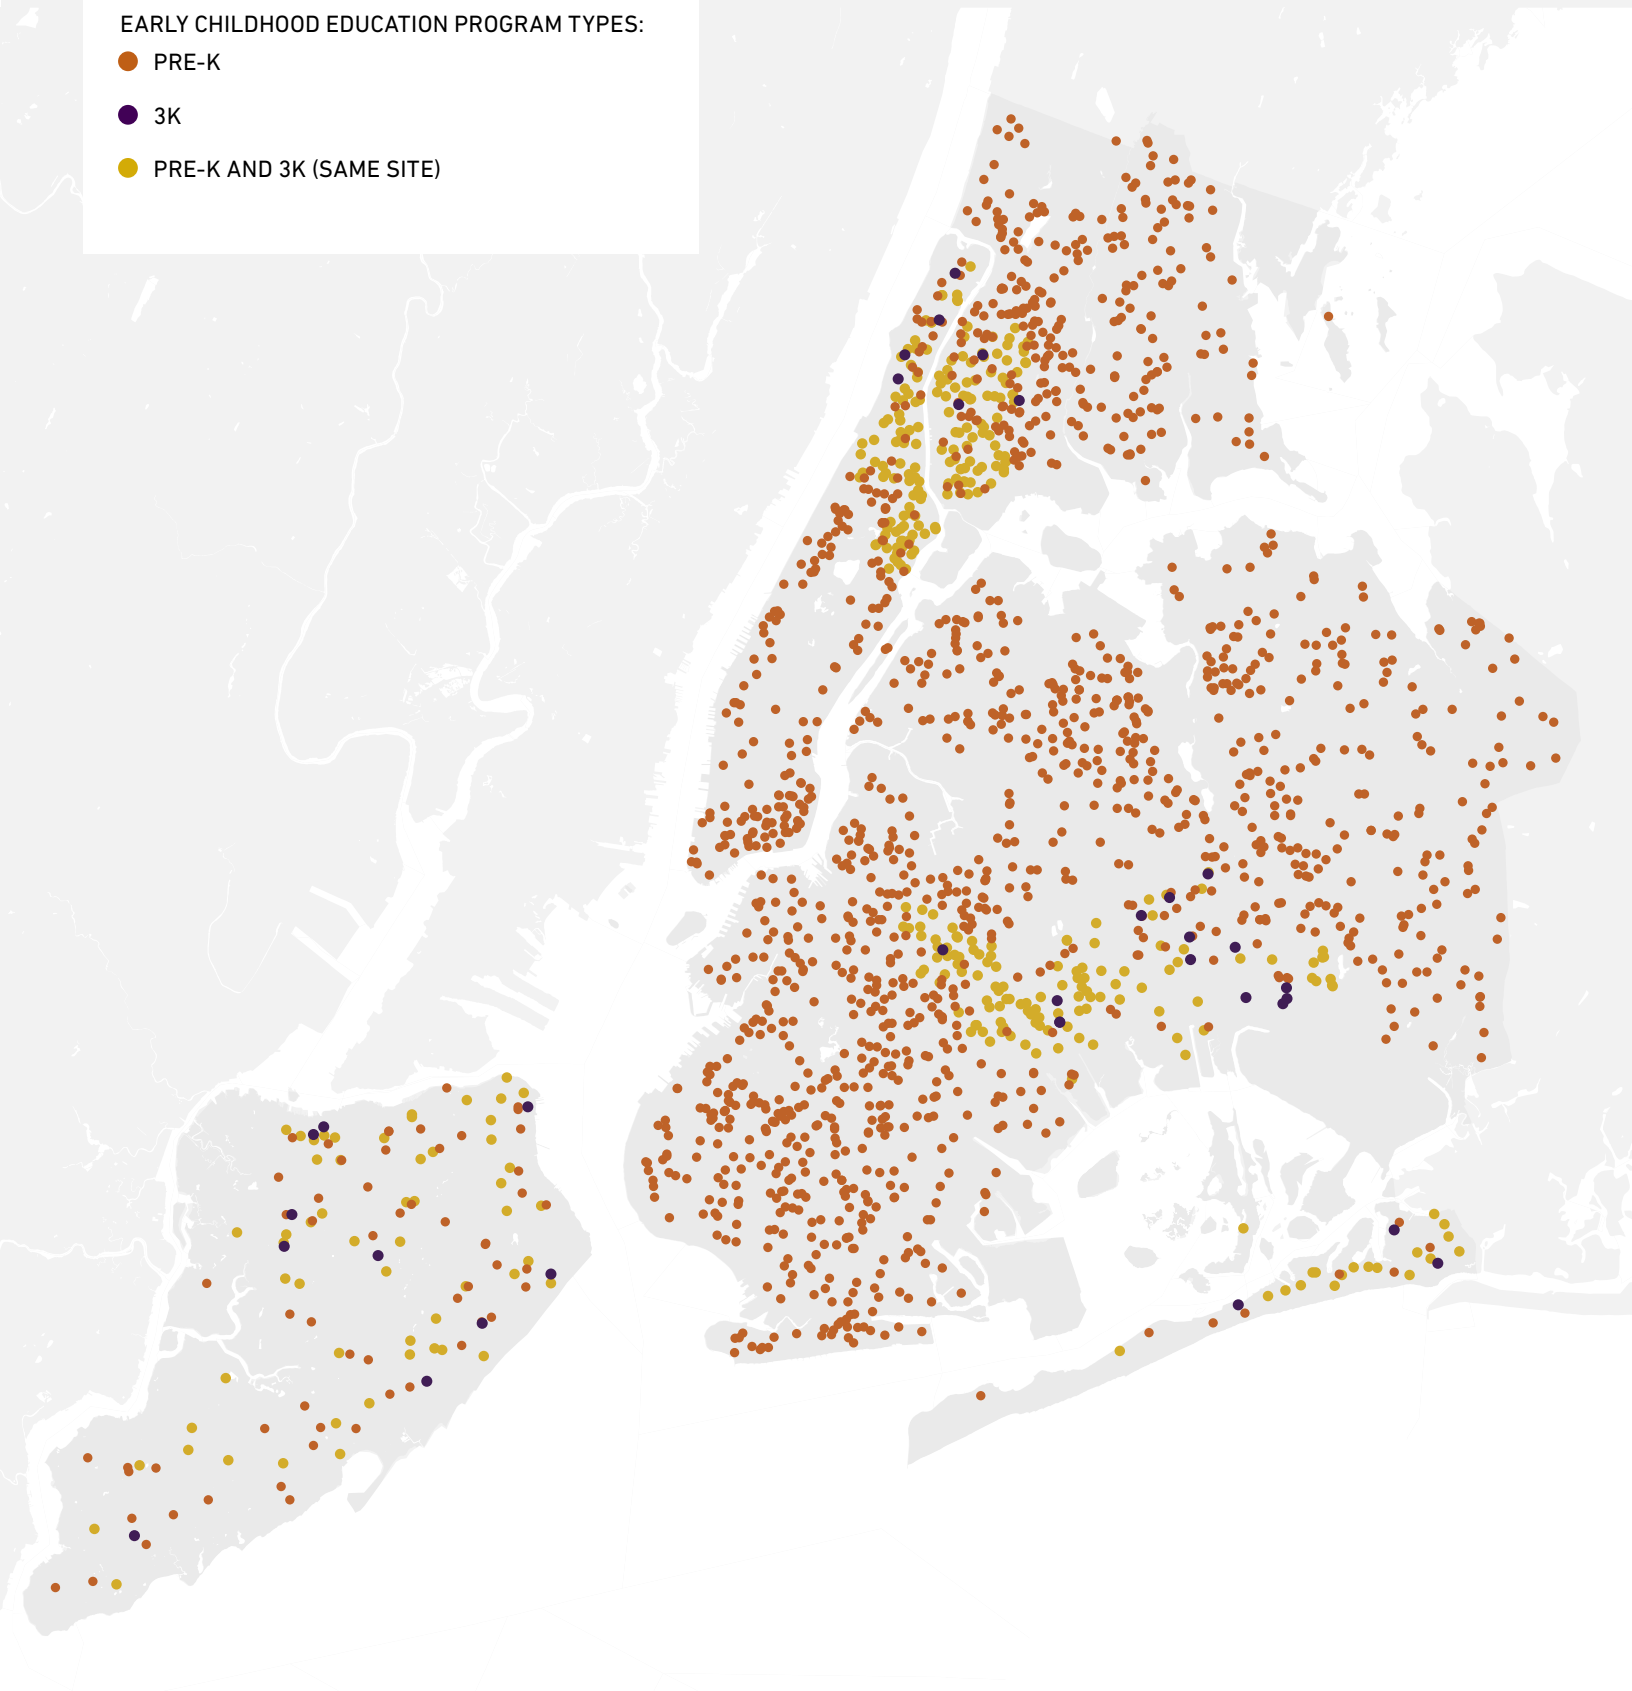 EARLY CHILDHOOD EDUCATION PROGRAM TYPES:
PRE-K
3K
PRE-K AND 3K (SAME SITE)